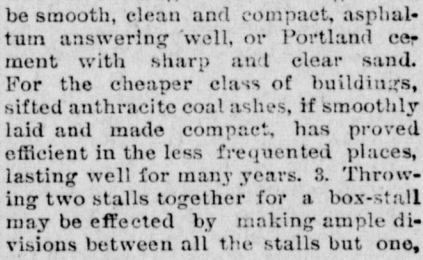 be smooth, clean and compact, asphal-
tum answering well, or Portland ce-
ment with sharp and clear sand.
For the cheaper class of buildings,
sifted anthracite coal ashes, if smoothly
laid and made compact, has proved
efficient in the less frequented places,
lasting well for many years. 3. Throw-
ing two stalls together for a box-stall
may be effected by making ample di-
visions between all the stalls but one,